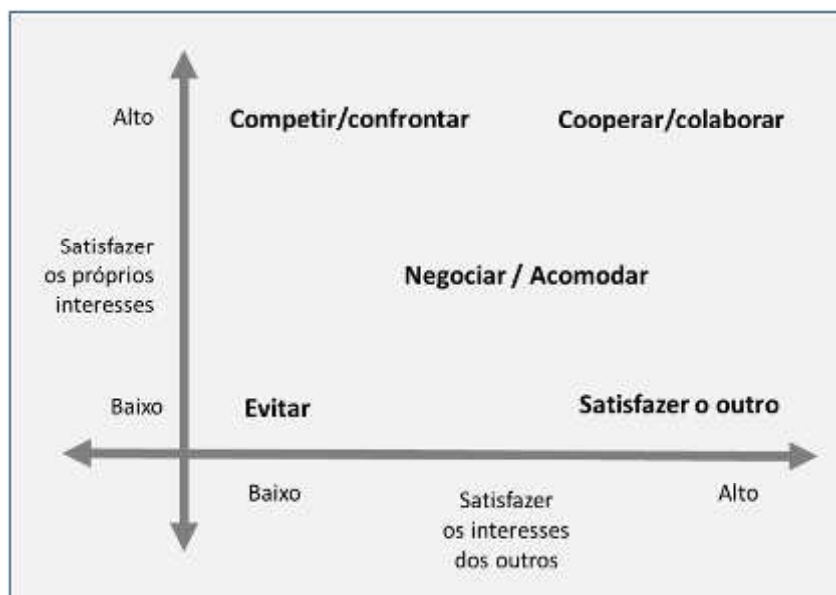 Alto
Competir/confrontar
Cooperar/colaborar
Satisfazer
os próprios
interesses
Negociar / Acomodar
Baixo
Evitar
Satisfazer o outro
Baixo
Satisfazer
os interesses
dos outros
Alto